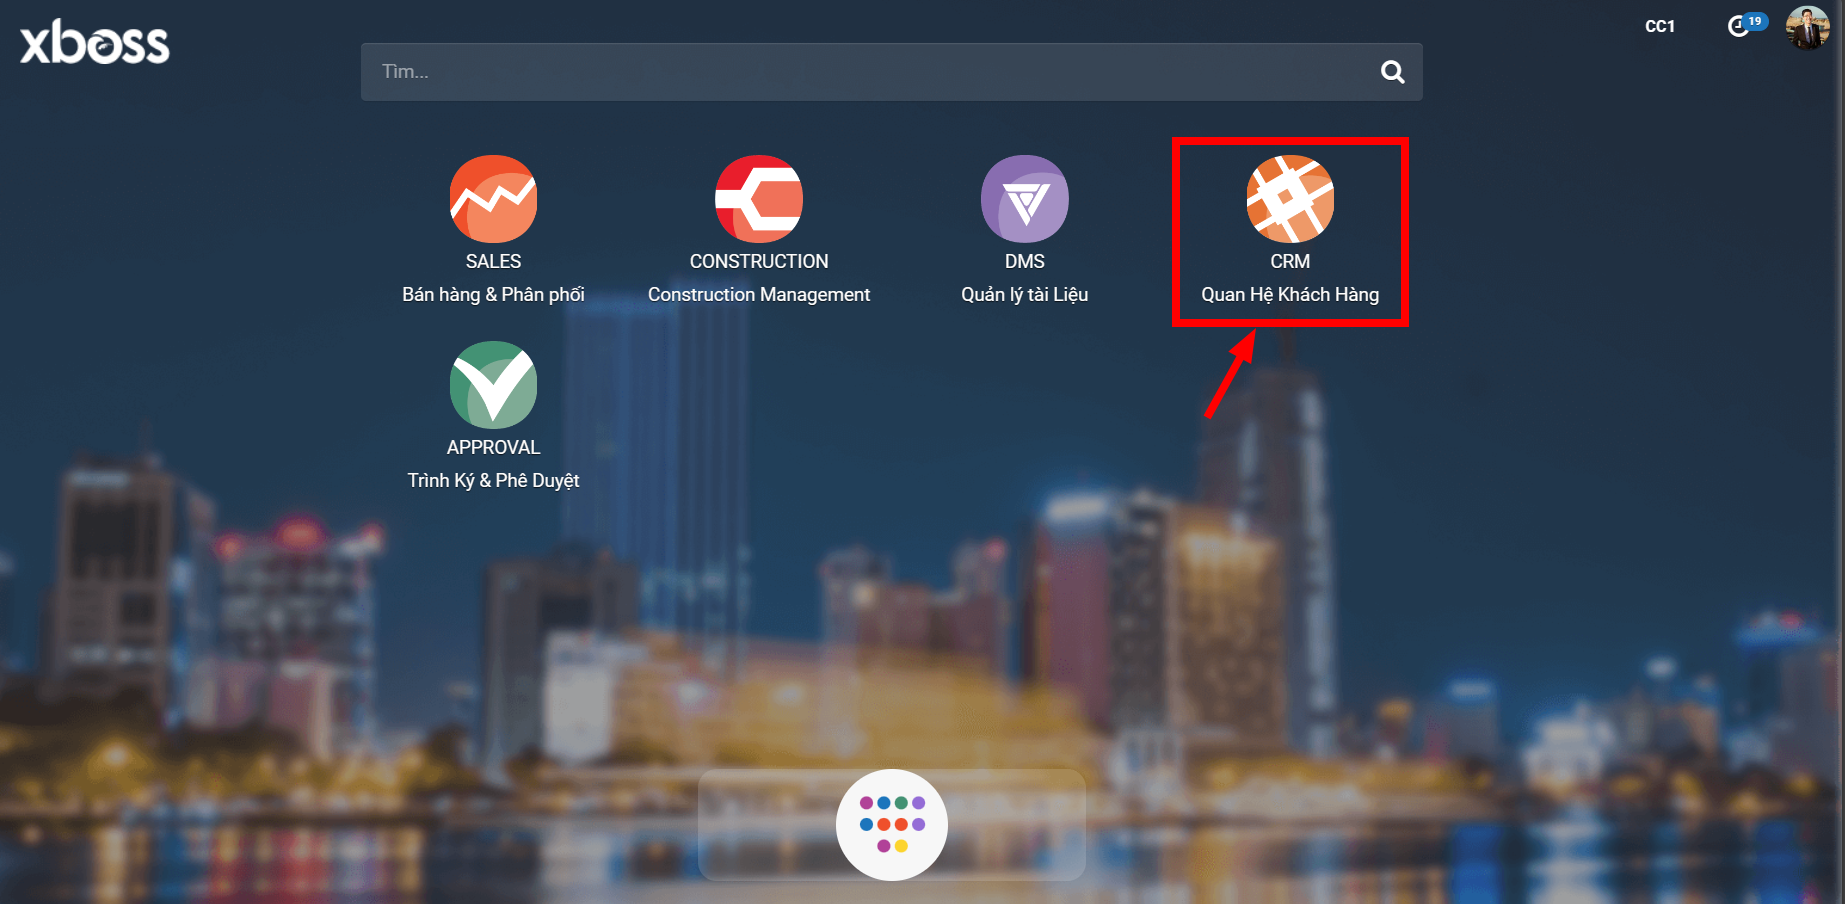 xboss
CC1
19
Tìm...
SALES
Bán hàng & Phân phối
CONSTRUCTION
Construction Management
DMS
Quản lý tài Liệu
CRM
Quan Hệ Khách Hàng
APPROVAL
Trình Ký & Phê Duyệt